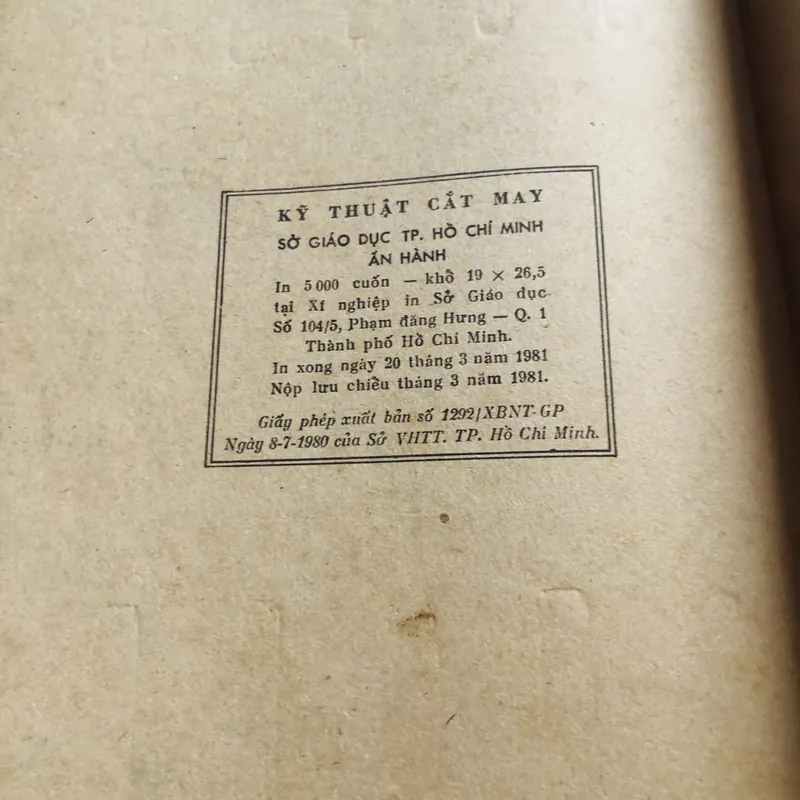 KỸ THUẬT CẮT MAY
SỞ GIÁO DỤC TP. HỒ CHÍ MINH
ẤN HÀNH
In 5 000 cuốn — khổ 19 × 26,5
tại Xí nghiệp in Sở Giáo dục
Số 104/5, Phạm đăng Hưng — Q. 1
Thành phố Hồ Chí Minh.
In xong ngày 20 tháng 3 năm 1981
Nộp lưu chiều tháng 3 năm 1981.
Giấy phép xuất bản số 1292/XBNT-GP
Ngày 8-7-1980 của Sở VHTT. TP. Hồ Chí Minh.